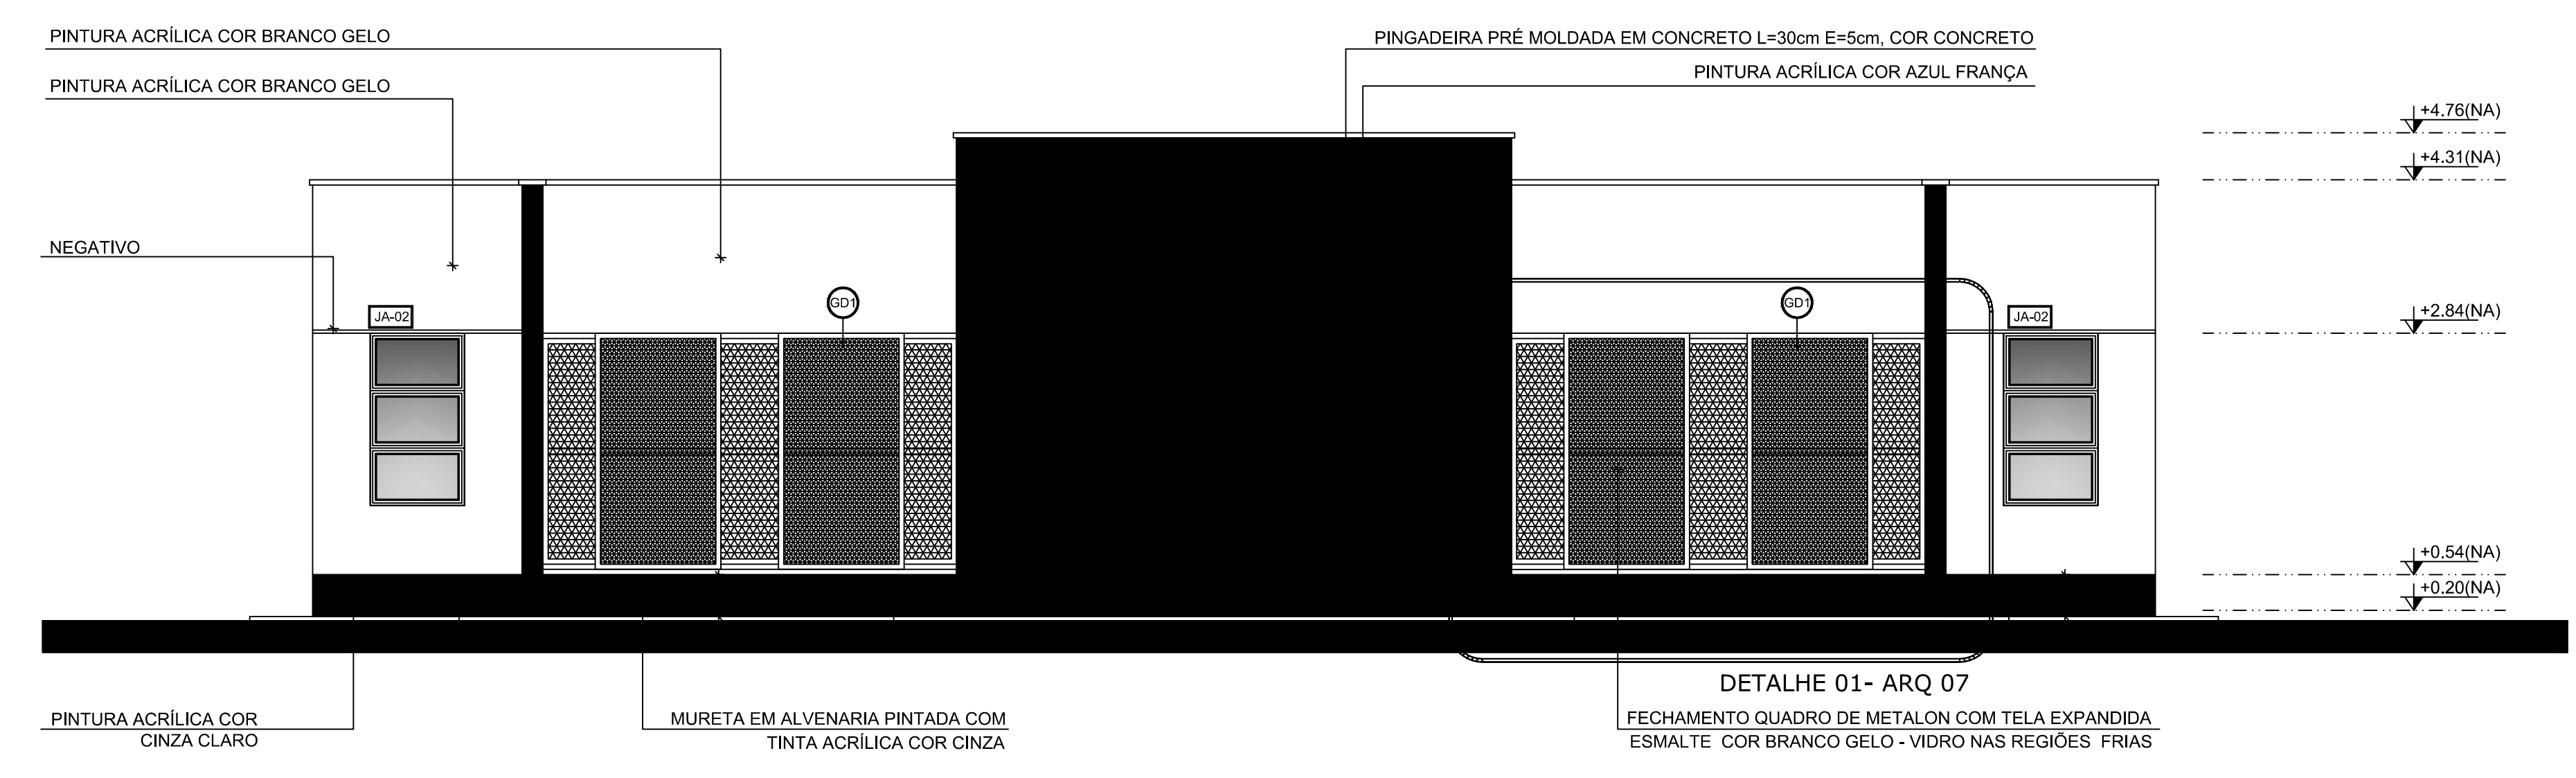 PINTURA ACRÍLICA COR BRANCO GELO
PINGADEIRA PRÉ MOLDADA EM CONCRETO L=30cm E=5cm, COR CONCRETO
PINTURA ACRÍLICA COR AZUL FRANÇA
PINTURA ACRÍLICA COR BRANCO GELO
+4.76(NA)
+4.31(NA)
NEGATIVO
GD1
GD1
JA-02
JA-02
+2.84(NA)
+0.54(NA)
+0.20(NA)
DETALHE 01- ARQ 07
PINTURA ACRÍLICA COR
CINZA CLARO
MURETA EM ALVENARIA PINTADA COM
TINTA ACRÍLICA COR CINZA
FECHAMENTO QUADRO DE METALON COM TELA EXPANDIDA
ESMALTE COR BRANCO GELO - VIDRO NAS REGIÕES FRIAS